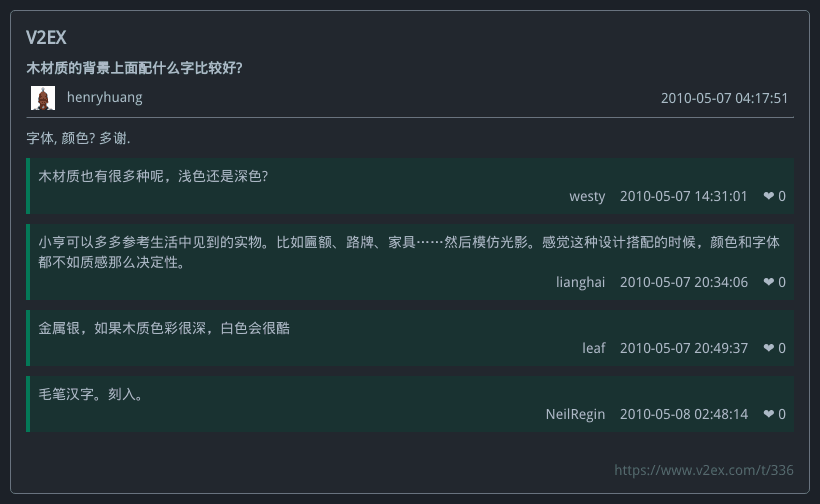 V2EX
木材质的背景上面配什么字比较好?
henryhuang 2010-05-07 04:17:51
字体, 颜色? 多谢.
木材质也有很多种呢，浅色还是深色?
westy 2010-05-07 14:31:01 ❤ 0
小亨可以多多参考生活中见到的实物。比如匾额、路牌、家具……然后模仿光影。感觉这种设计搭配的时候，颜色和字体
都不如质感那么决定性。
lianghai 2010-05-07 20:34:06 ❤ 0
金属银，如果木质色彩很深，白色会很酷
leaf 2010-05-07 20:49:37 ❤ 0
毛笔汉字。刻入。
NeilRegin 2010-05-08 02:48:14 ❤ 0
https://www.v2ex.com/t/336